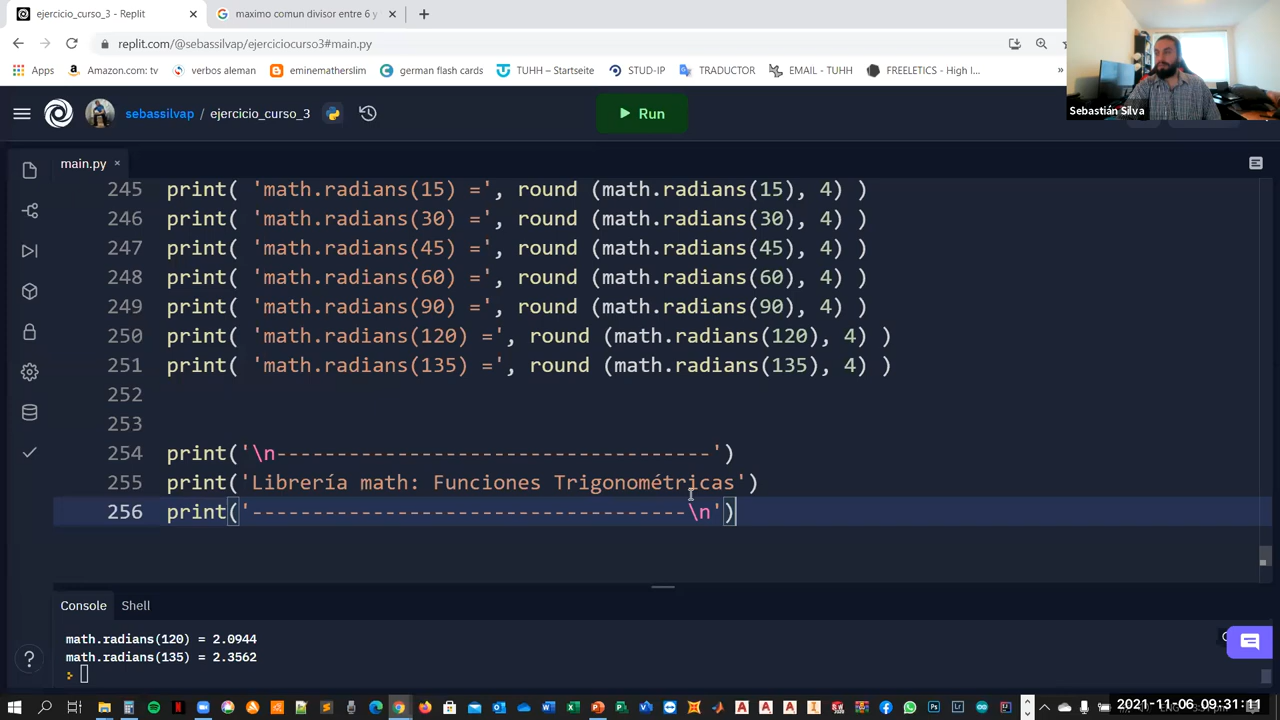 ejercicio_curso_3 - Replit
maximo comun divisor entre 6 y
replit.com/@sebassilvap/ejerciciocurso3#main.py
Apps
Amazon.com: tv
verbos aleman
eminematherslim
german flash cards
TUHH – Startseite
STUD-IP
TRADUCTOR
EMAIL - TUHH
FREELETICS - High I...
»
Sebastián Silva
sebassilvap / ejercicio_curso_3
Run
main.py
245 print( 'math.radians(15) =', round (math.radians(15), 4) )
246 print( 'math.radians(30) =', round (math.radians(30), 4) )
247 print( 'math.radians(45) =', round (math.radians(45), 4) )
248 print( 'math.radians(60) =', round (math.radians(60), 4) )
249 print( 'math.radians(90) =', round (math.radians(90), 4) )
250 print( 'math.radians(120) =', round (math.radians(120), 4) )
251 print( 'math.radians(135) =', round (math.radians(135), 4) )
252
253
254 print('\n------------------------------------')
255 print('Librería math: Funciones Trigonométricas')
256 print('------------------------------------\n')
Console
Shell
math.radians(120) = 2.0944
math.radians(135) = 2.3562
2021-11-06 09:31:11